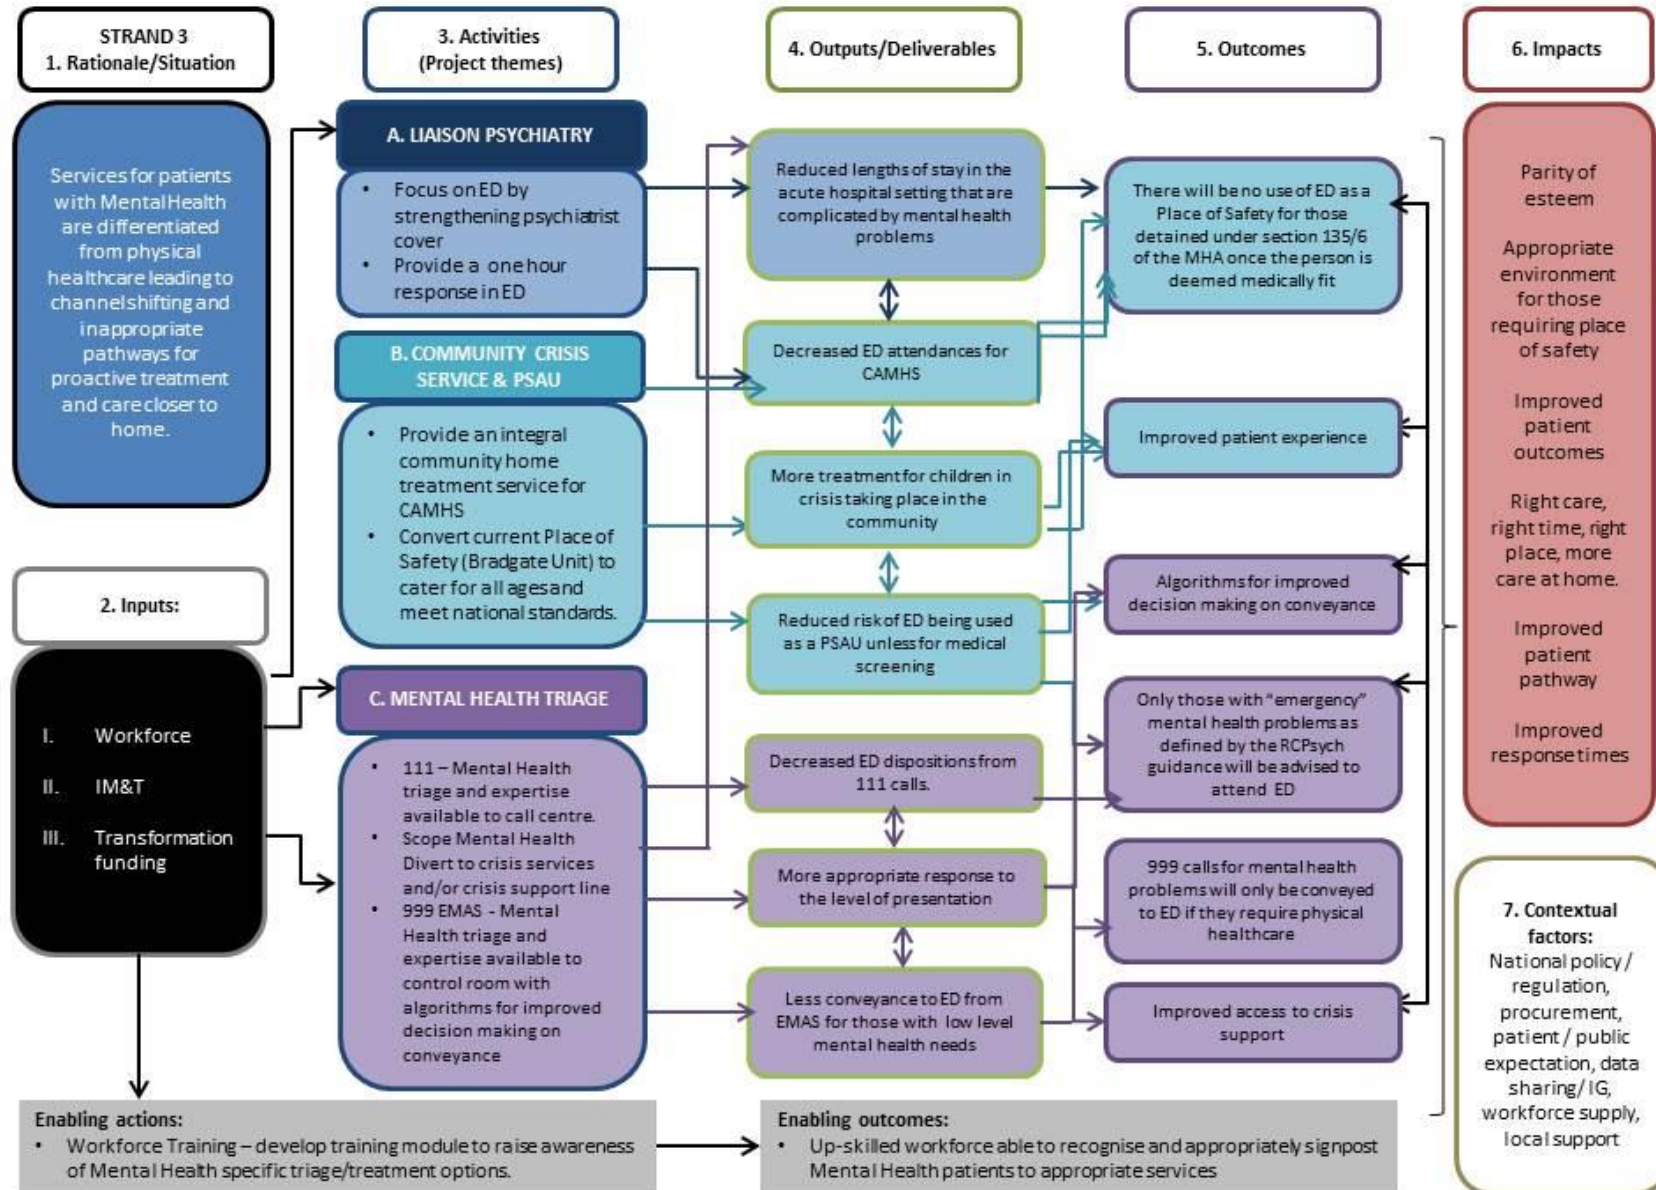 STRAND 3
1. Rationale/Situation
Services for patients
with Mental Health
are differentiated
from physical
healthcare leading to
channel shifting and
inappropriate
pathways for
proactive treatment
and care closer to
home.
2. Inputs:
I. Workforce
II. IM&T
III. Transformation
funding
3. Activities
(Project themes)
A. LIAISON PSYCHIATRY
• Focus on ED by
strengthening psychiatrist
cover
• Provide a one hour
response in ED
B. COMMUNITY CRISIS
SERVICE & PSAU
• Provide an integral
community home
treatment service for
CAMHS
• Convert current Place of
Safety (Bradgate Unit) to
cater for all ages and
meet national standards.
C. MENTAL HEALTH TRIAGE
• 111 – Mental Health
triage and expertise
available to call centre.
• Scope Mental Health
Divert to crisis services
and/or crisis support line
• 999 EMAS - Mental
Health triage and
expertise available to
control room with
algorithms for improved
decision making on
conveyance
4. Outputs/Deliverables
Reduced lengths of stay in the
acute hospital setting that are
complicated by mental health
problems
Decreased ED attendances for
CAMHS
More treatment for children in
crisis taking place in the
community
Reduced risk of ED being used
as a PSAU unless for medical
screening
Decreased ED dispositions from
111 calls.
More appropriate response to
the level of presentation
Less conveyance to ED from
EMAS for those with low level
mental health needs
5. Outcomes
There will be no use of ED as a
Place of Safety for those
detained under section 135/6
of the MHA once the person is
deemed medically fit
Improved patient experience
Algorithms for improved
decision making on conveyance
Only those with “emergency”
mental health problems as
defined by the RCPsych
guidance will be advised to
attend ED
999 calls for mental health
problems will only be conveyed
to ED if they require physical
healthcare
Improved access to crisis
support
6. Impacts
Parity of
esteem
Appropriate
environment
for those
requiring place
of safety
Improved
patient
outcomes
Right care,
right time, right
place, more
care at home.
Improved
patient
pathway
Improved
response times
7. Contextual
factors:
National policy /
regulation,
procurement,
patient / public
expectation, data
sharing/ IG,
workforce supply,
local support
Enabling actions:
• Workforce Training – develop training module to raise awareness
of Mental Health specific triage/treatment options.
Enabling outcomes:
• Up-skilled workforce able to recognise and appropriately signpost
Mental Health patients to appropriate services